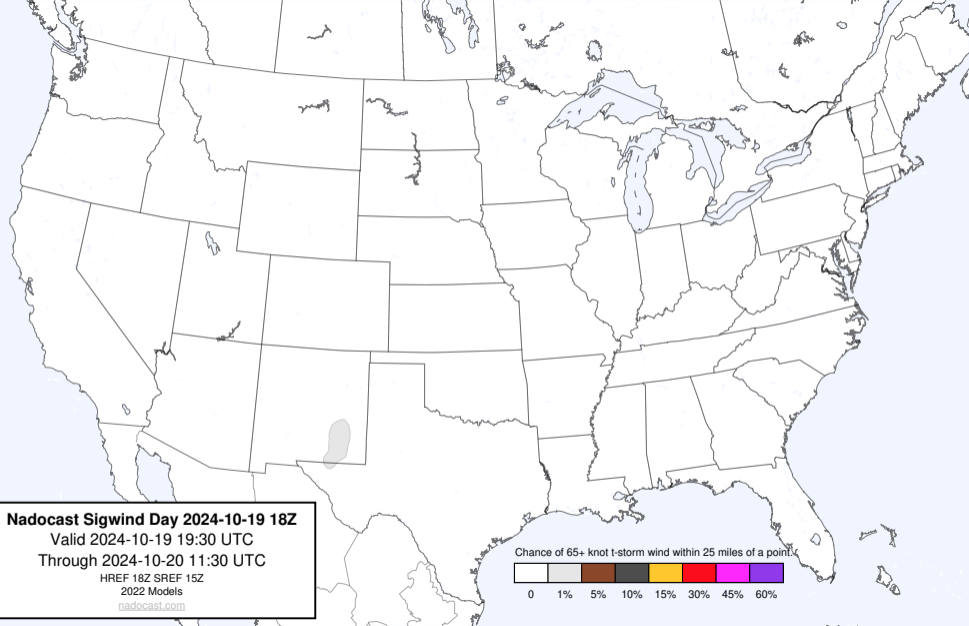 Nadocast Sigwind Day 2024-10-19 18Z
Valid 2024-10-19 19:30 UTC
Through 2024-10-20 11:30 UTC
HREF 18Z SREF 15Z
2022 Models
nadocast.com
Chance of 65+ knot t-storm wind within 25 miles of a point.
0 1% 5% 10% 15% 30% 45% 60%